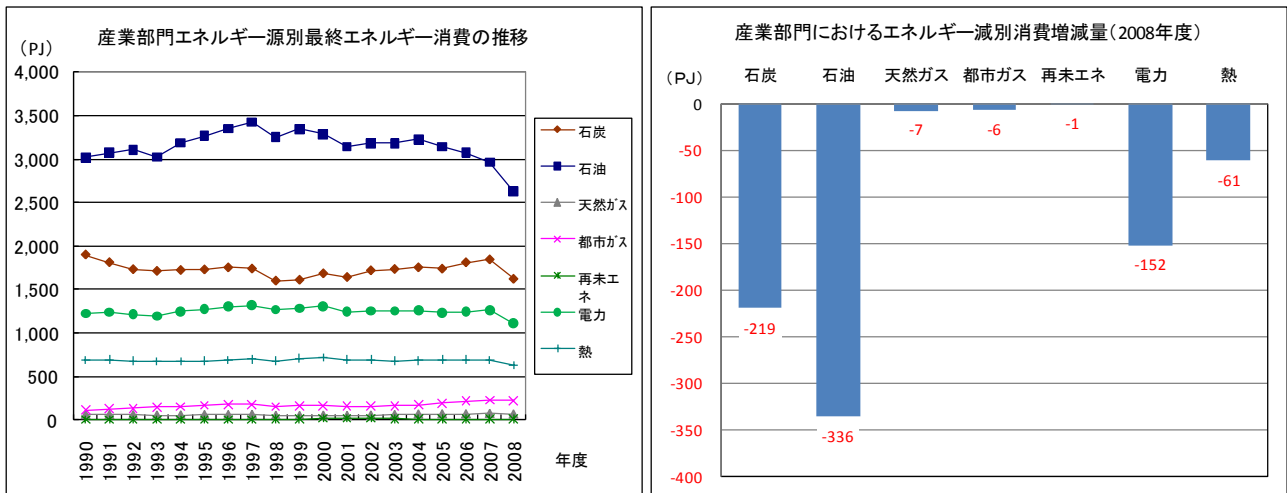 産業部門エネルギー源別最終エネルギー消費の推移
（PJ）
4,000
3,500
3,000
2,500
2,000
1,500
1,000
500
0
1990
1991
1992
1993
1994
1995
1996
1997
1998
1999
2000
2001
2002
2003
2004
2005
2006
2007
2008
年度
石炭
石油
天然ｶﾞｽ
都市ｶﾞｽ
再未エ
ネ
電力
熱
産業部門におけるエネルギー減別消費増減量（2008年度）
（PJ）
石炭
石油
天然ガス
都市ガス
再未エネ
電力
熱
0
-50
-100
-150
-200
-250
-300
-350
-400
-219
-336
-7
-6
-1
-152
-61